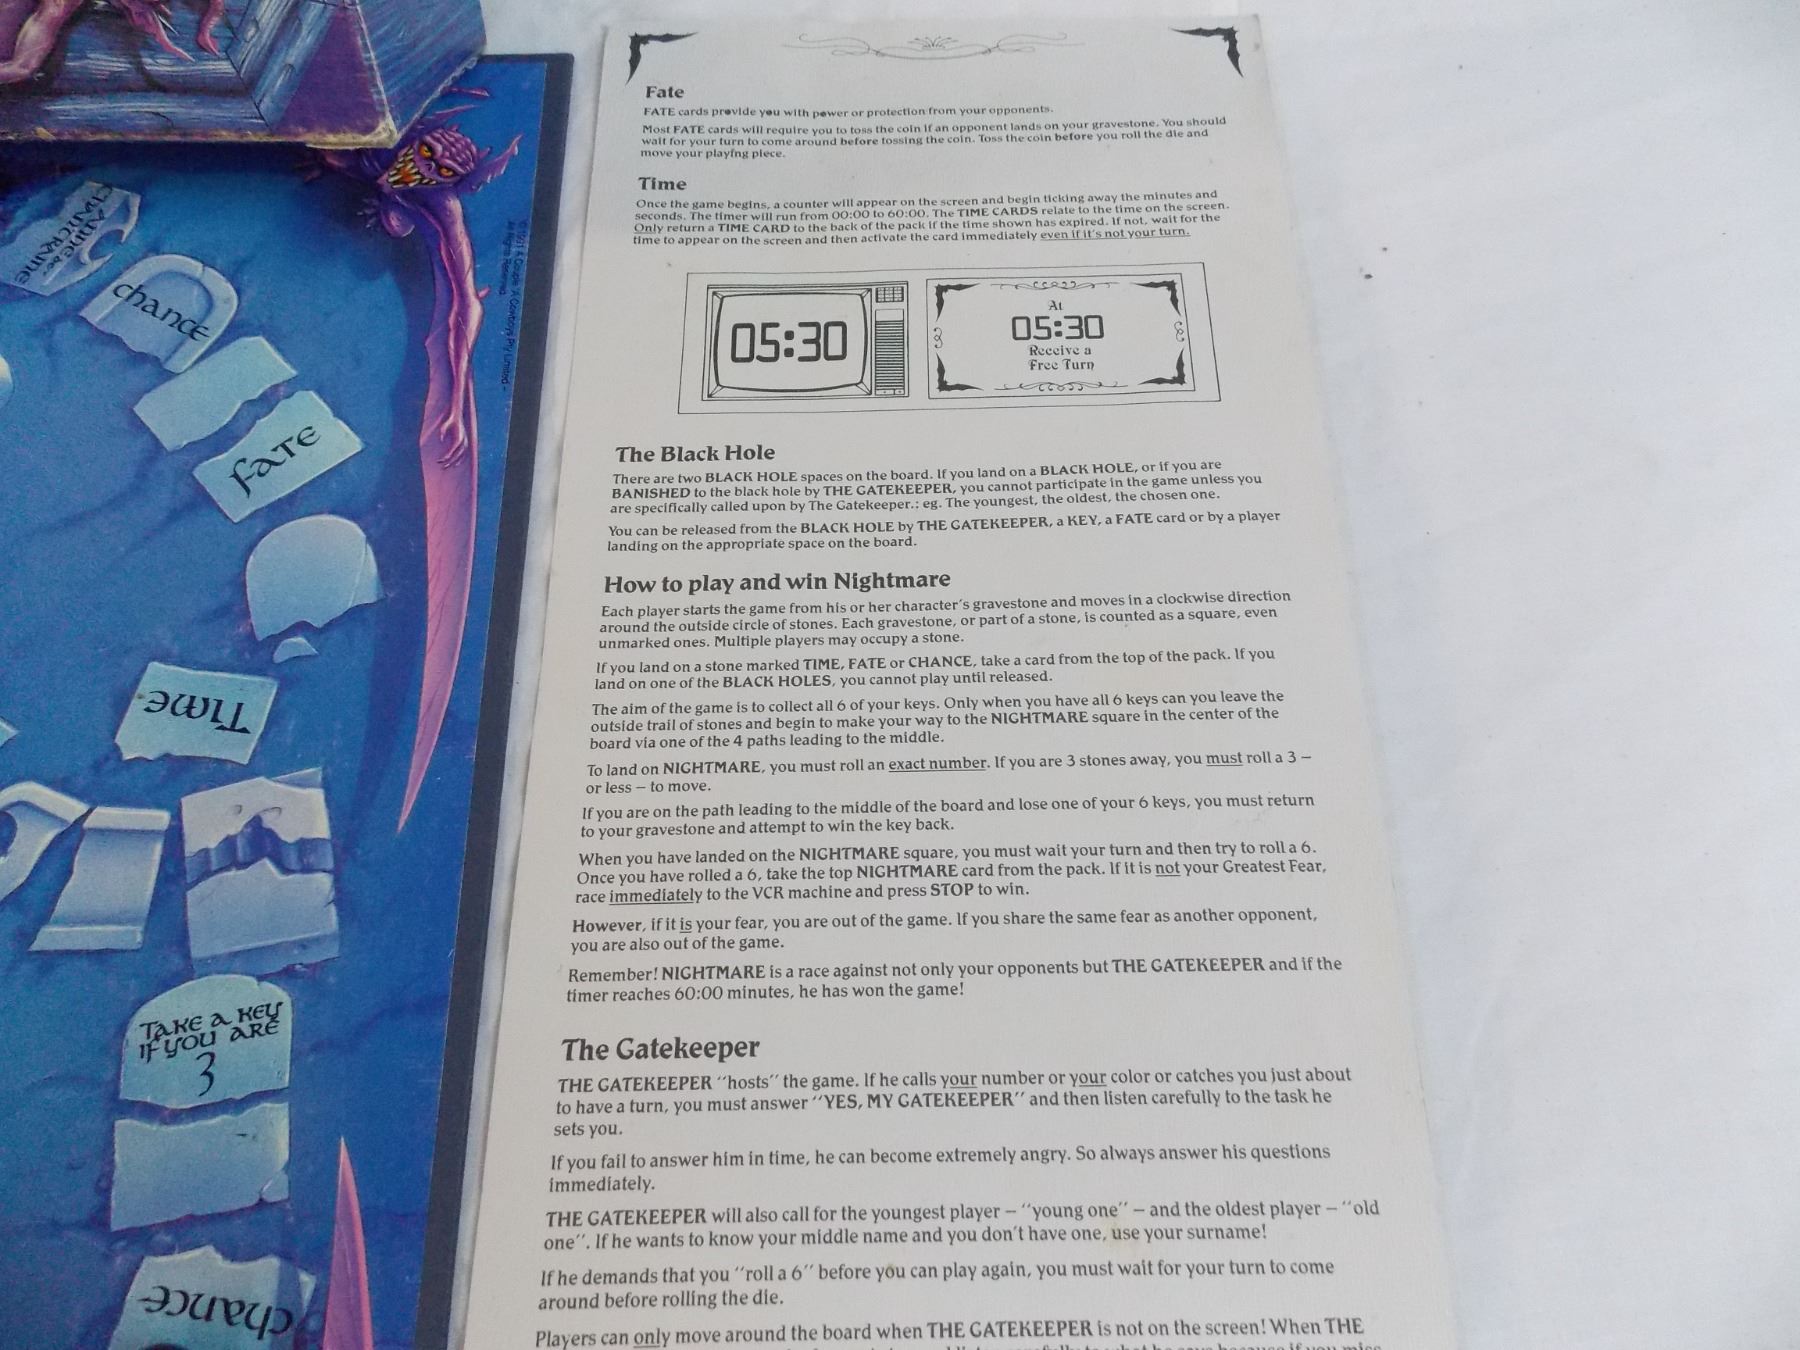 Fate
FATE cards provide you with power or protection from your opponents.
Most FATE cards will require you to toss the coin if an opponent lands on your gravestone. You should
wait for your turn to come around before tossing the coin. Toss the coin before you roll the die and
move your playing piece.
Time
Once the game begins, a counter will appear on the screen and begin ticking away the minutes and
seconds. The timer will run from 00:00 to 60:00. The TIME CARDS relate to the time on the screen.
Only return a TIME CARD to the back of the pack if the time shown has expired. If not, wait for the
time to appear on the screen and then activate the card immediately even if it's not your turn.
05:30
At
05:30
Receive a
Free Turn
The Black Hole
There are two BLACK HOLE spaces on the board. If you land on a BLACK HOLE, or if you are
BANISHED to the black hole by THE GATEKEEPER, you cannot participate in the game unless you
are specifically called upon by The Gatekeeper.: eg. The youngest, the oldest, the chosen one.
You can be released from the BLACK HOLE by THE GATEKEEPER, a KEY, a FATE card or by a player
landing on the appropriate space on the board.
How to play and win Nightmare
Each player starts the game from his or her character's gravestone and moves in a clockwise direction
around the outside circle of stones. Each gravestone, or part of a stone, is counted as a square, even
unmarked ones. Multiple players may occupy a stone.
If you land on a stone marked TIME, FATE or CHANCE, take a card from the top of the pack. If you
land on one of the BLACK HOLES, you cannot play until released.
The aim of the game is to collect all 6 of your keys. Only when you have all 6 keys can you leave the
outside trail of stones and begin to make your way to the NIGHTMARE square in the center of the
board via one of the 4 paths leading to the middle.
To land on NIGHTMARE, you must roll an exact number. If you are 3 stones away, you must roll a 3 –
or less – to move.
If you are on the path leading to the middle of the board and lose one of your 6 keys, you must return
to your gravestone and attempt to win the key back.
When you have landed on the NIGHTMARE square, you must wait your turn and then try to roll a 6.
Once you have rolled a 6, take the top NIGHTMARE card from the pack. If it is not your Greatest Fear,
race immediately to the VCR machine and press STOP to win.
However, if it is your fear, you are out of the game. If you share the same fear as another opponent,
you are also out of the game.
Remember! NIGHTMARE is a race against not only your opponents but THE GATEKEEPER and if the
timer reaches 60:00 minutes, he has won the game!
The Gatekeeper
THE GATEKEEPER "hosts" the game. If he calls your number or your color or catches you just about
to have a turn, you must answer "YES, MY GATEKEEPER" and then listen carefully to the task he
sets you.
If you fail to answer him in time, he can become extremely angry. So always answer his questions
immediately.
THE GATEKEEPER will also call for the youngest player – "young one" – and the oldest player – "old
one". If he wants to know your middle name and you don't have one, use your surname!
If he demands that you "roll a 6" before you can play again, you must wait for your turn to come
around before rolling the die.
Players can only move around the board when THE GATEKEEPER is not on the screen! When THE
chance
FATE
TIME
TAKE A KEY
IF YOU ARE
3
chance
All Rights Reserved